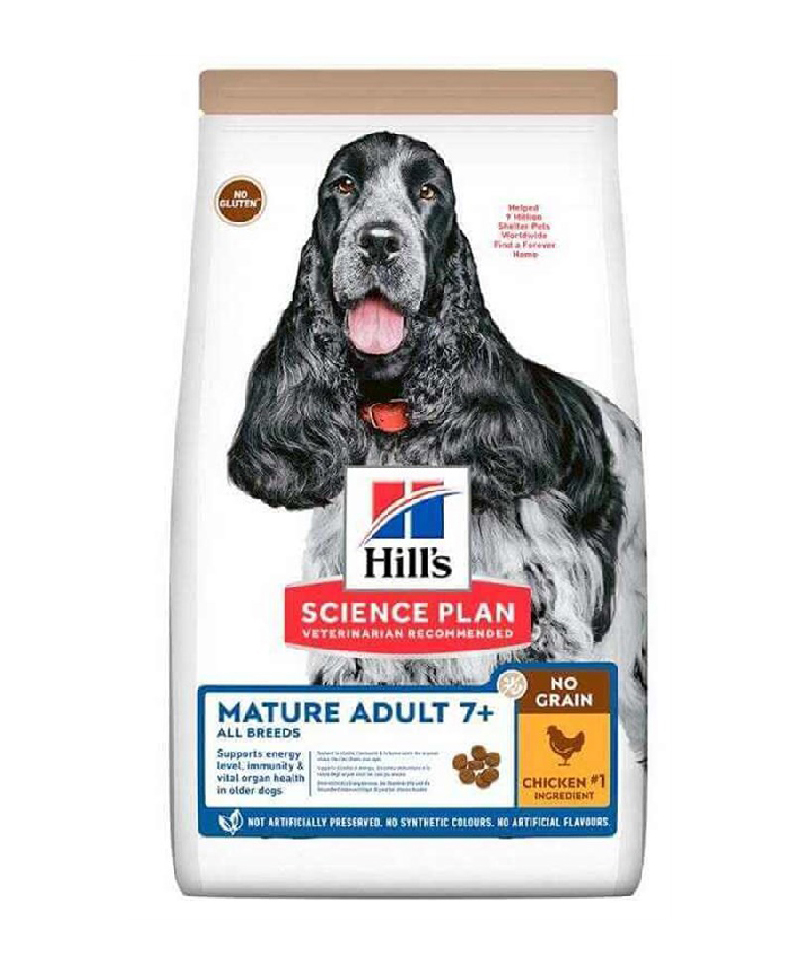 NO
GLUTEN
Helped
9 Million
Shelter Pets
Worldwide
Find a Forever
Home
Hill's
SCIENCE PLAN
VETERINARIAN RECOMMENDED
MATURE ADULT 7+
ALL BREEDS
Supports energy
level, immunity &
vital organ health
in older dogs.
NO
GRAIN
CHICKEN #1
INGREDIENT
NOT ARTIFICIALLY PRESERVED. NO SYNTHETIC COLOURS. NO ARTIFICIAL FLAVOURS.